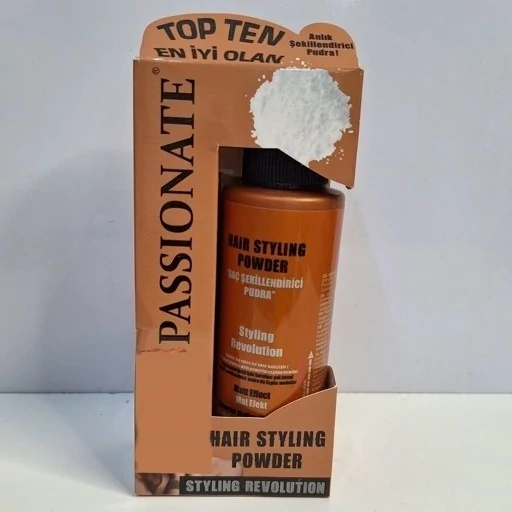 TOP TEN
EN İYİ OLAN
Anlık
Şekillendirici
Pudra!
PASSIONATE
HAIR STYLING
POWDER
"SAÇ ŞEKİLLENDİRİCİ
PUDRA"
Styling
Revolution
Matt Effect
Mat Efekt
HAIR STYLING
POWDER
STYLING REVOLUTION